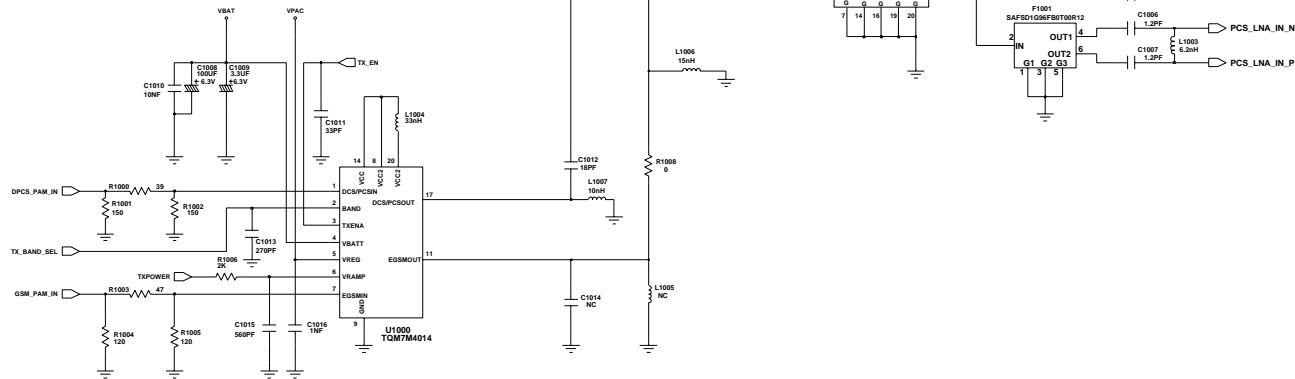 VBAT
VPAC
G G G G G
7 14 16 19 20
F1001
SAFSD1G96FB0T00R12
2
IN
OUT1
4
OUT2
6
G1 G2 G3
1 3 5
C1006
1.2PF
C1007
1.2PF
L1003
6.2nH
PCS_LNA_IN_N
PCS_LNA_IN_P
L1006
15nH
TX_EN
C1008
100UF
+ 6.3V
C1009
3.3UF
+6.3V
C1010
10NF
C1011
33PF
L1004
33nH
14 8 20
VCC
VCC2
VCC2
C1012
18PF
R1008
0
L1007
10nH
DPCS_PAM_IN
R1000 39
R1001
150
R1002
150
1
DCS/PCSIN
DCS/PCSOUT
17
2
BAND
3
TXENA
TX_BAND_SEL
C1013
270PF
4
VBATT
5
VREG
EGSMOUT
11
R1006
2K
TXPOWER
6
VRAMP
GSM_PAM_IN
R1003 47
7
EGSMIN
GND
9
U1000
TQM7M4014
R1004
120
R1005
120
C1015
560PF
C1016
1NF
C1014
NC
L1005
NC